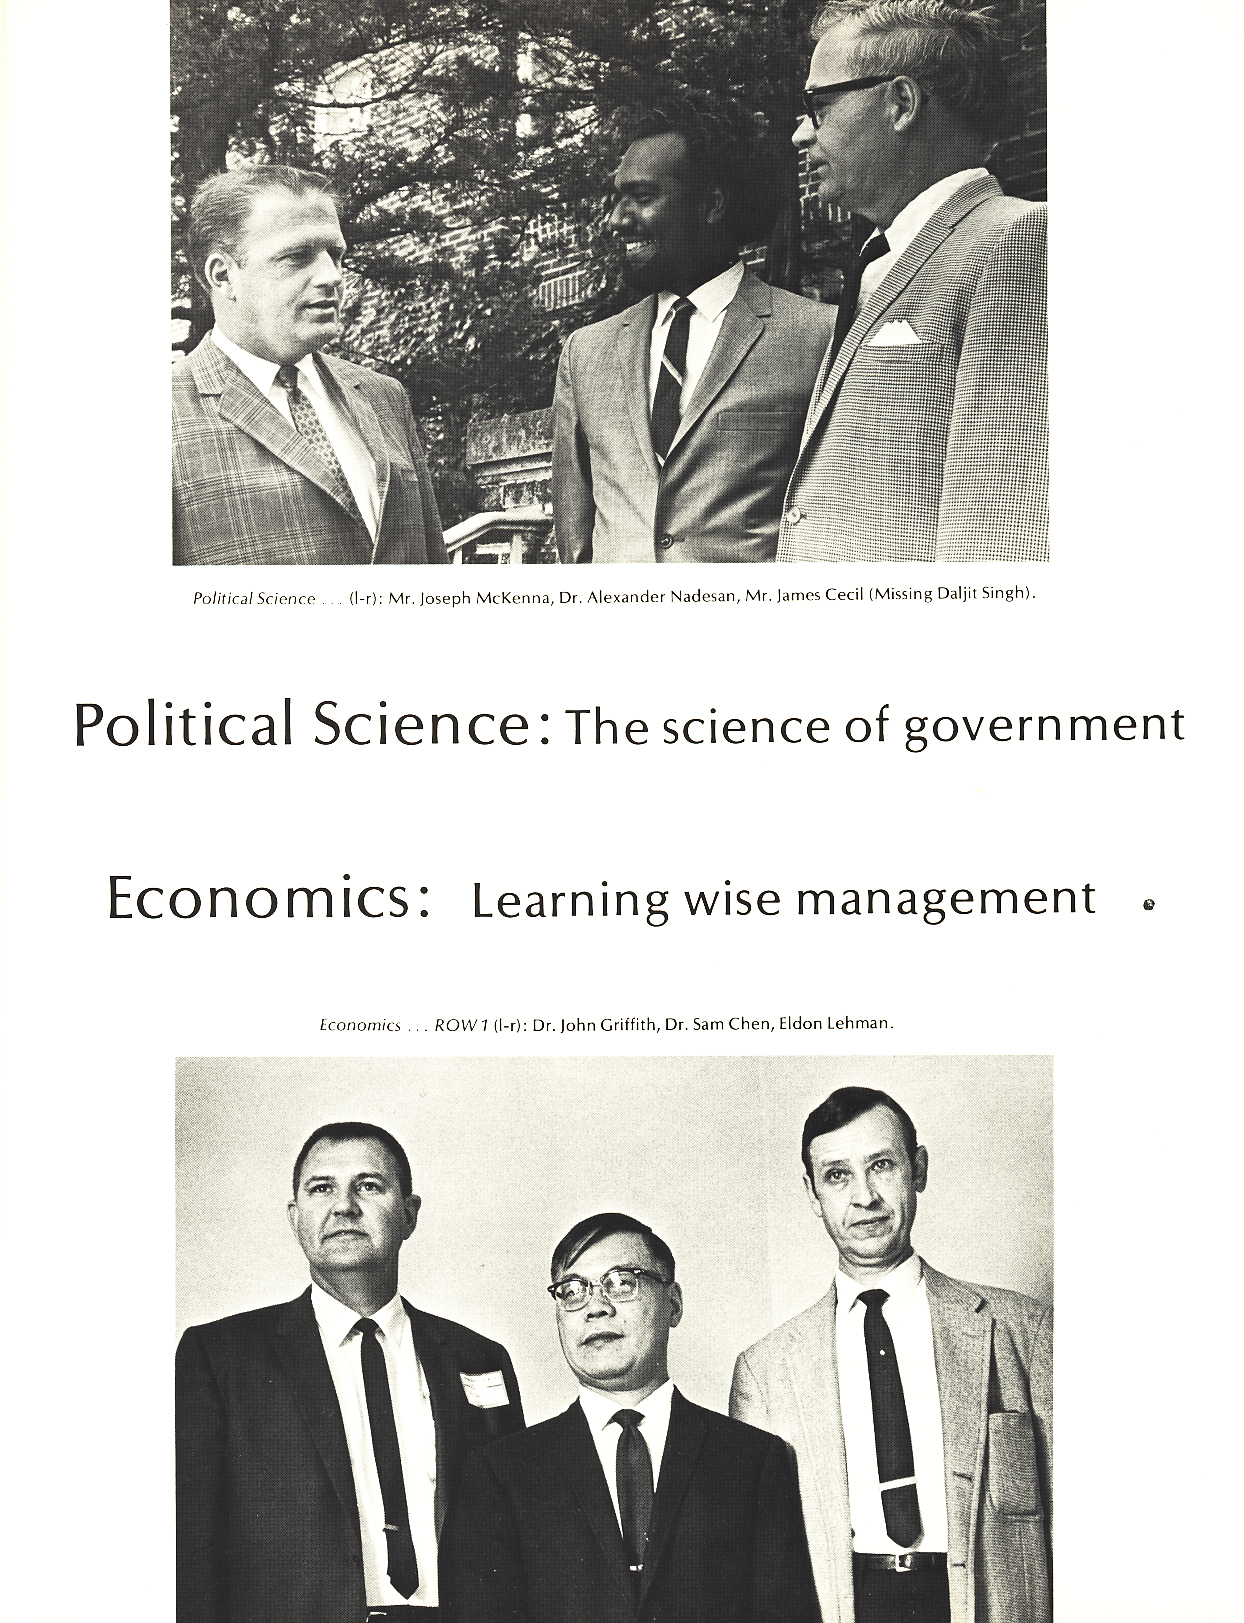 Political Science . . . (l-r): Mr. Joseph McKenna, Dr. Alexander Nadesan, Mr. James Cecil (Missing Daljit Singh).
Political Science: The science of government
Economics: Learning wise management
Economics . . . ROW 1 (l-r): Dr. John Griffith, Dr. Sam Chen, Eldon Lehman.